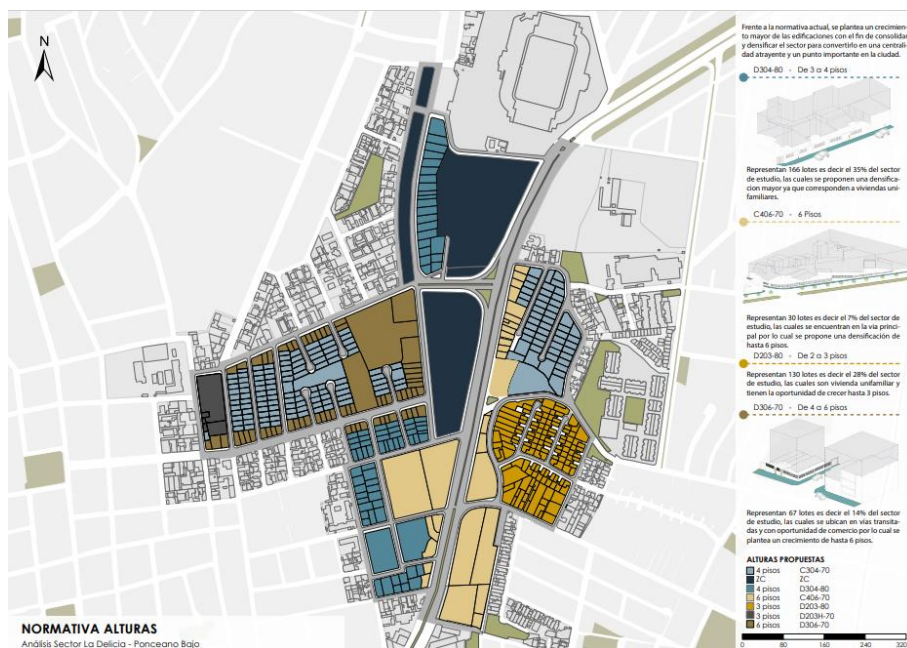 N
NORMATIVA ALTURAS
Análisis Sector La Delicia - Ponceano Bajo
Frente a la normativa actual, se plantea un crecimien-
to mayor de las edificaciones con el fin de consolidar
y densificar el sector para convertirlo en una centrali-
dad atrayente y un punto importante en la ciudad.
D304-80 - De 3 a 4 pisos
Representan 166 lotes es decir el 35% del sector
de estudio, las cuales se proponen una densifica-
cion mayor ya que corresponden a viviendas uni-
familiares.
C406-70 - 6 Pisos
Representan 30 lotes es decir el 7% del sector de
estudio, las cuales se encuentran en la via princi-
pal por lo cual se propone una densificación de
hasta 6 pisos.
D203-80 - De 2 a 3 pisos
Representan 130 lotes es decir el 28% del sector
de estudio, las cuales son vivienda unifamiliar y
tienen la oportunidad de crecer hasta 3 pisos.
D306-70 - De 4 a 6 pisos
Representan 67 lotes es decir el 14% del sector
de estudio, las cuales se ubican en vias transita-
das y con oportunidad de comercio por lo cual se
plantea un crecimiento de hasta 6 pisos.
ALTURAS PROPUESTAS
4 pisos C304-70
ZC ZC
4 pisos D304-80
6 pisos C406-70
3 pisos D203-80
3 pisos D203H-70
6 pisos D306-70
0 80 160 240 320